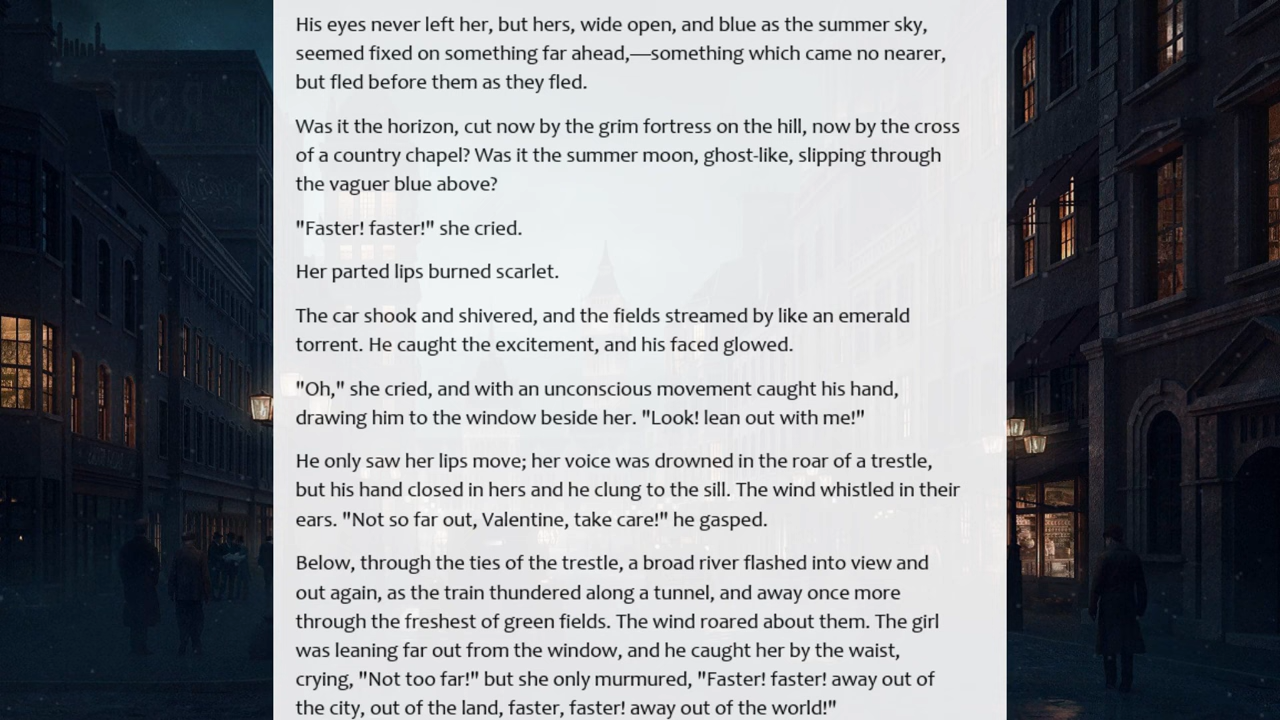 His eyes never left her, but hers, wide open, and blue as the summer sky,
seemed fixed on something far ahead,—something which came no nearer,
but fled before them as they fled.
Was it the horizon, cut now by the grim fortress on the hill, now by the cross
of a country chapel? Was it the summer moon, ghost-like, slipping through
the vaguer blue above?
"Faster! faster!" she cried.
Her parted lips burned scarlet.
The car shook and shivered, and the fields streamed by like an emerald
torrent. He caught the excitement, and his faced glowed.
"Oh," she cried, and with an unconscious movement caught his hand,
drawing him to the window beside her. "Look! lean out with me!"
He only saw her lips move; her voice was drowned in the roar of a trestle,
but his hand closed in hers and he clung to the sill. The wind whistled in their
ears. "Not so far out, Valentine, take care!" he gasped.
Below, through the ties of the trestle, a broad river flashed into view and
out again, as the train thundered along a tunnel, and away once more
through the freshest of green fields. The wind roared about them. The girl
was leaning far out from the window, and he caught her by the waist,
crying, "Not too far!" but she only murmured, "Faster! faster! away out of
the city, out of the land, faster, faster! away out of the world!"